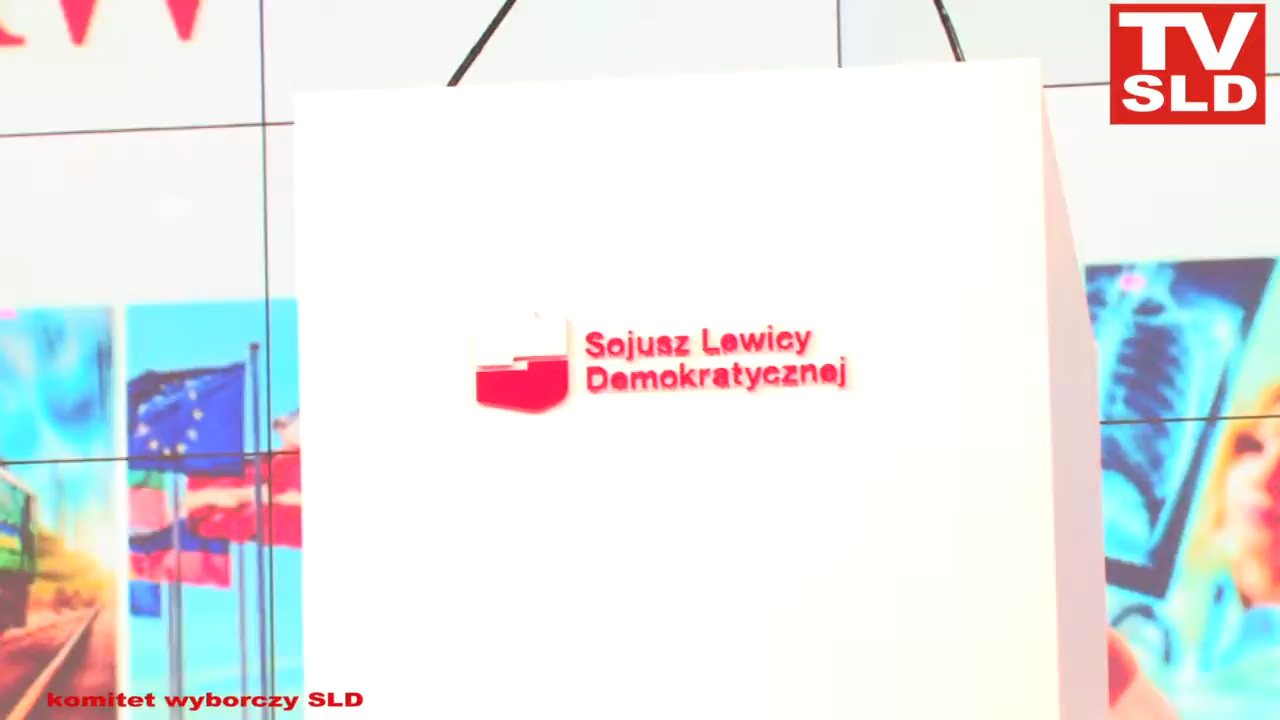 TV
SLD
Sojusz Lewicy
Demokratycznej
komitet wyborczy SLD